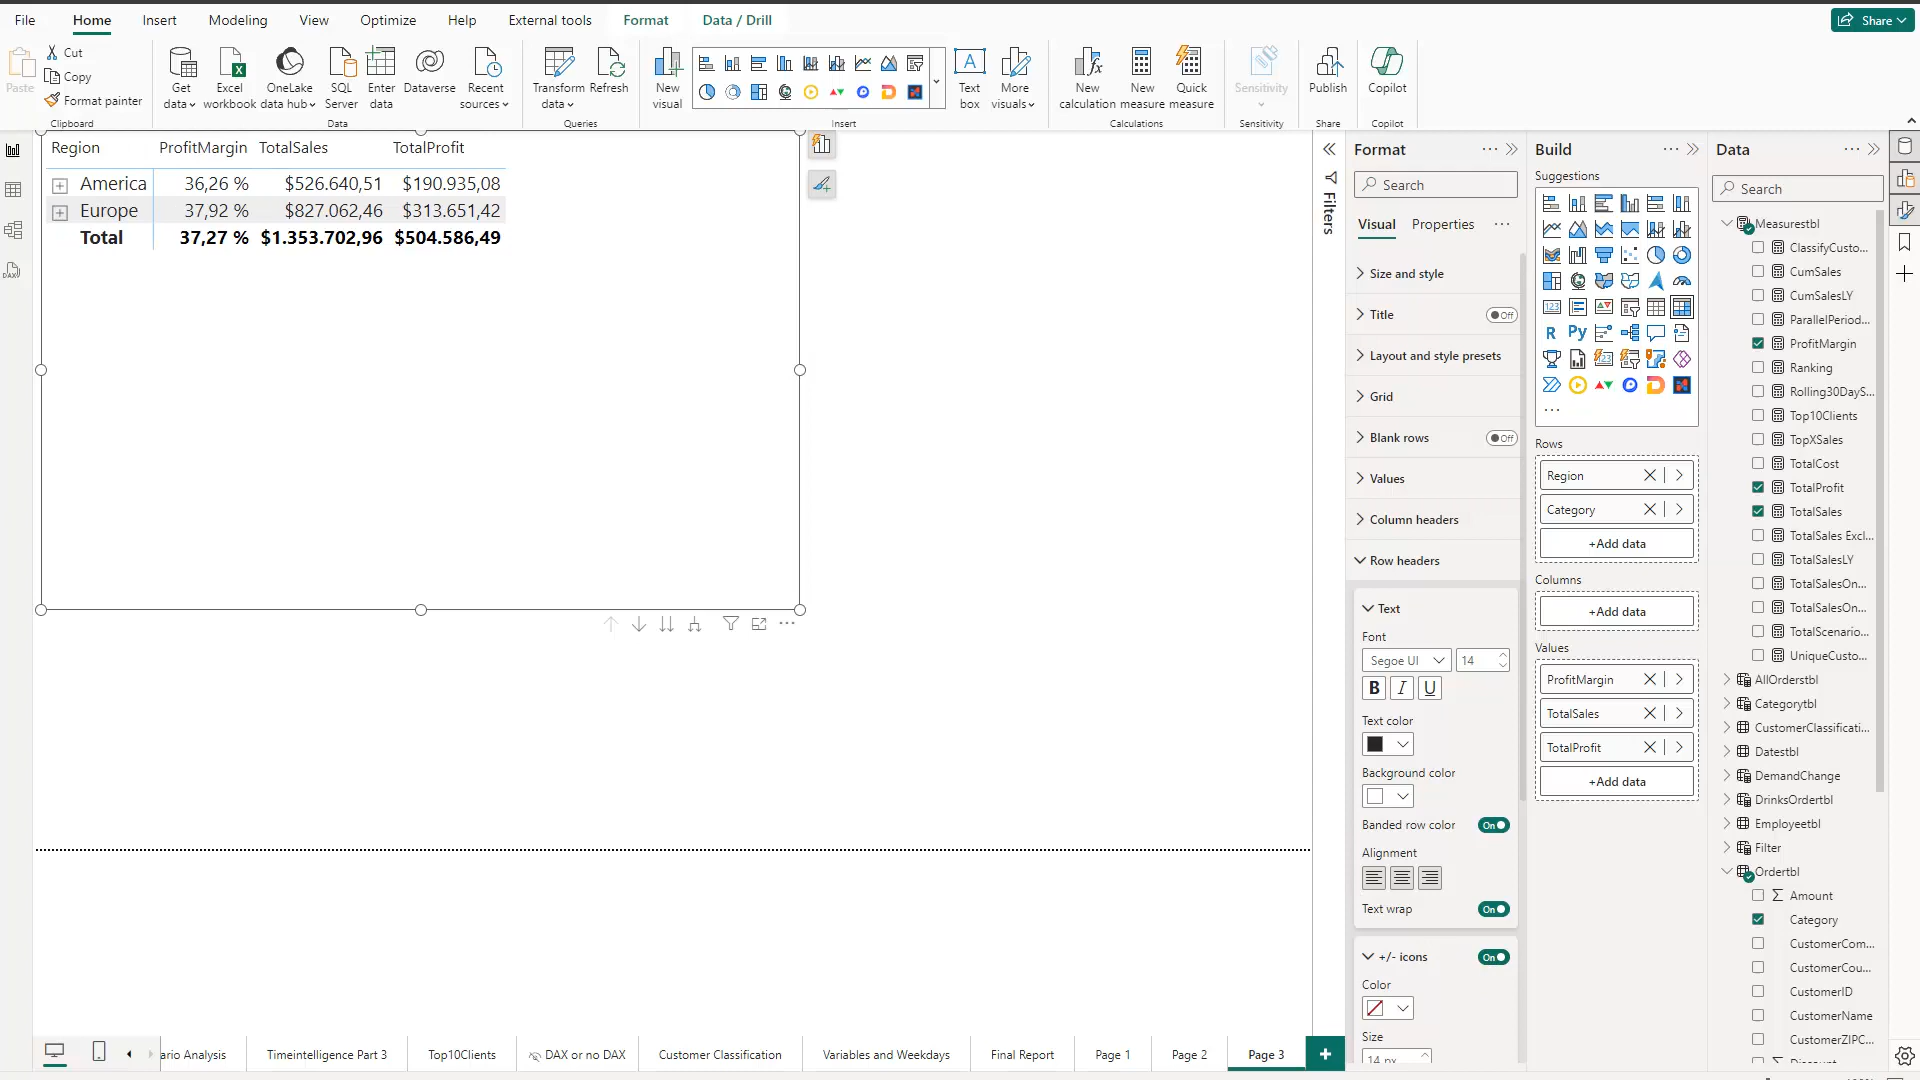 File Home Insert Modeling View Optimize Help External tools Format Data / Drill Share
Paste Cut Copy Format painter
Clipboard
Get data Excel workbook OneLake data hub SQL Server Enter data Dataverse Recent sources
Data
Transform data Refresh
Queries
New visual Text box More visuals
Insert
New calculation New measure Quick measure
Calculations
Sensitivity
Sensitivity
Publish
Share
Copilot
Copilot
Region ProfitMargin TotalSales TotalProfit
America 36,26 % $526.640,51 $190.935,08
Europe 37,92 % $827.062,46 $313.651,42
Total 37,27 % $1.353.702,96 $504.586,49
Filters
Format
Search
Visual Properties
Size and style
Title Off
Layout and style presets
Grid
Blank rows Off
Values
Column headers
Row headers
Text
Font
Segoe UI 14
B I U
Text color
Background color
Banded row color On
Alignment
Text wrap On
+/- icons On
Color
Size
14 px
Build
Suggestions
R Py
Rows
Region
Category
+Add data
Columns
+Add data
Values
ProfitMargin
TotalSales
TotalProfit
+Add data
Data
Search
Measurestbl
ClassifyCusto...
CumSales
CumSalesLY
ParallelPeriod...
ProfitMargin
Ranking
Rolling30DayS...
Top10Clients
TopXSales
TotalCost
TotalProfit
TotalSales
TotalSales Excl...
TotalSalesLY
TotalSalesOn...
TotalSalesOn...
TotalScenario...
UniqueCusto...
AllOrderstbl
Categorytbl
CustomerClassificati...
Datestbl
DemandChange
DrinksOrdertbl
Employeetbl
Filter
Ordertbl
Amount
Category
CustomerCom...
CustomerCou...
CustomerID
CustomerName
CustomerZIPC...
Discount
ario Analysis Timeintelligence Part 3 Top10Clients DAX or no DAX Customer Classification Variables and Weekdays Final Report Page 1 Page 2 Page 3